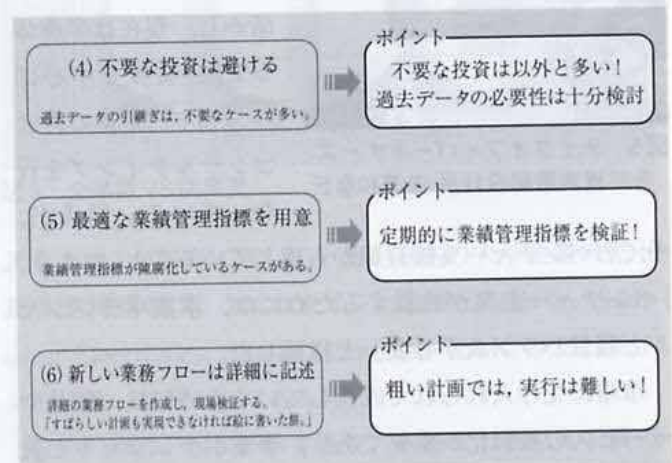 (4) 不要な投資は避ける
過去データの引継ぎは，不要なケースが多い。
ポイント
不要な投資は以外と多い！
過去データの必要性は十分検討
(5) 最適な業績管理指標を用意
業績管理指標が陳腐化しているケースがある。
ポイント
定期的に業績管理指標を検証！
(6) 新しい業務フローは詳細に記述
詳細の業務フローを作成し，現場検証する。
「すばらしい計画も実現できなければ絵に書いた餅。」
ポイント
粗い計画では，実行は難しい！